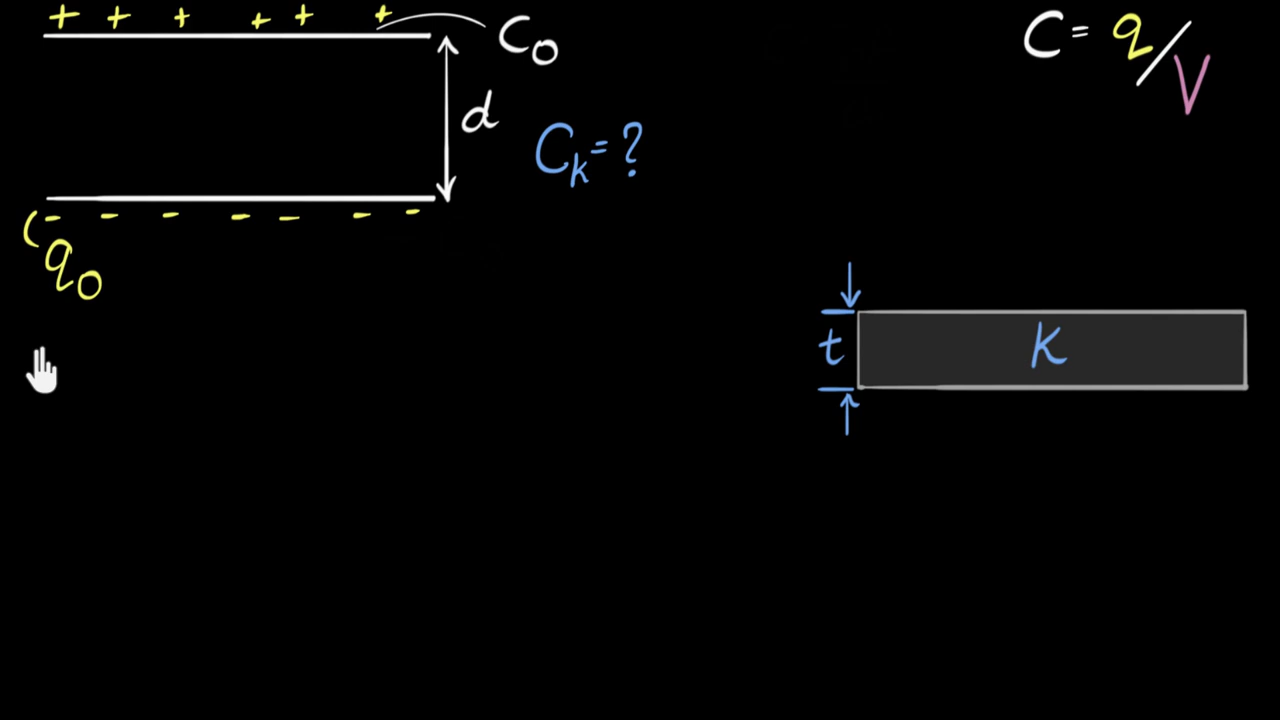 + + + + + +
C₀
C = q/V
d
Cₖ = ?
- - - - - - -
q₀
t
K